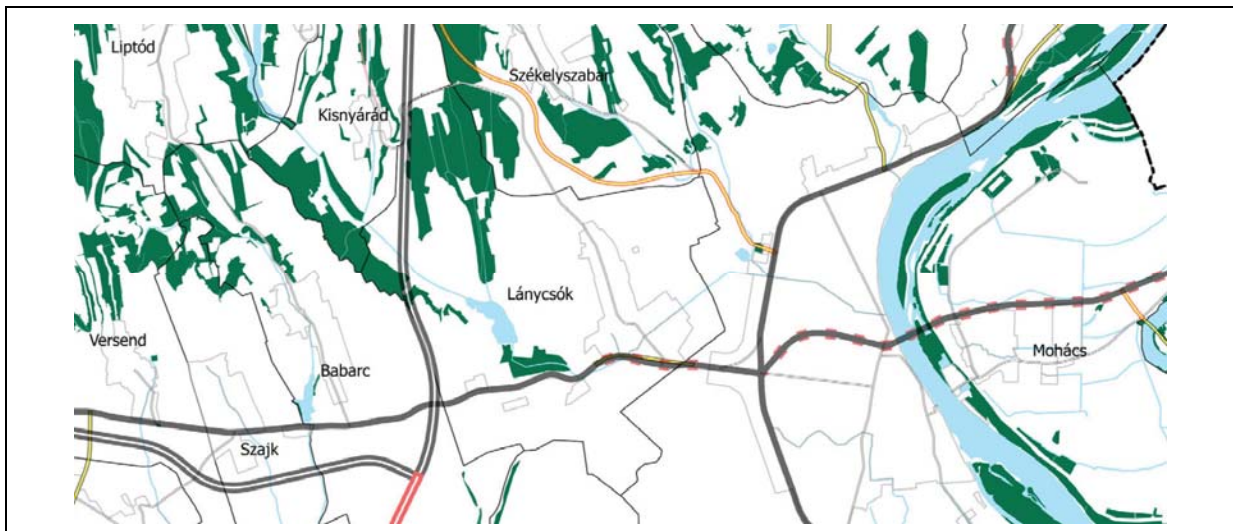 Liptód
Székelyszabar
Kisnyárád
Lánycsók
Versend
Babarc
Mohács
Szajk